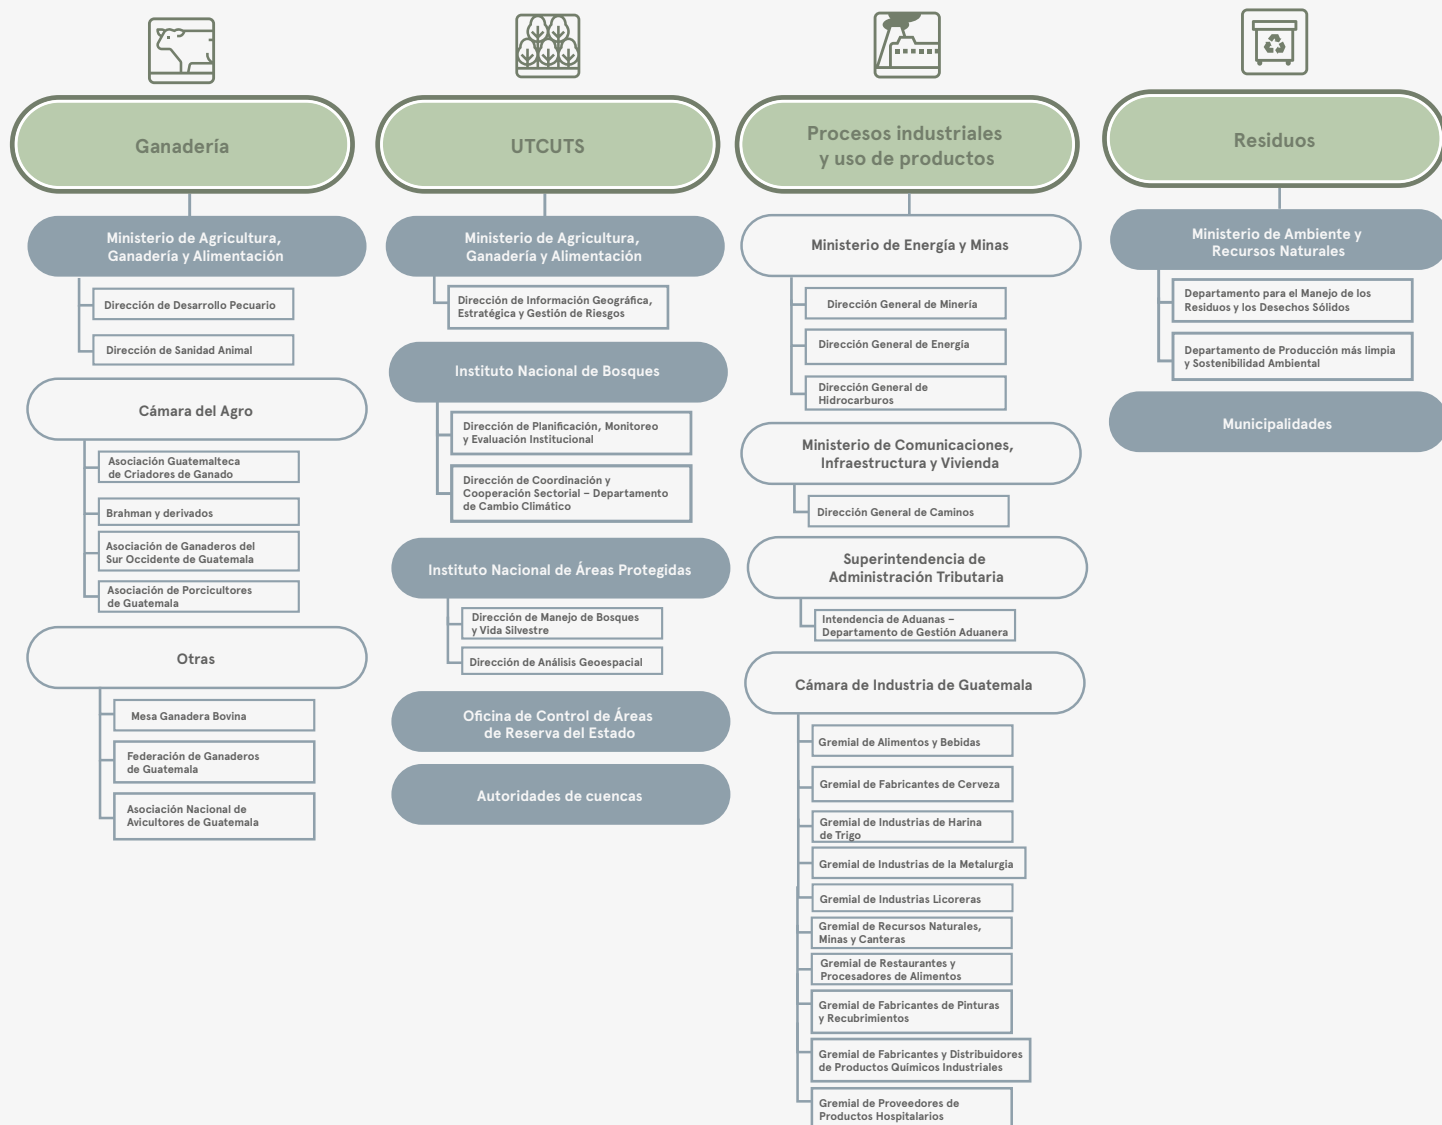 Ganadería
Ministerio de Agricultura,
Ganadería y Alimentación
Dirección de Desarrollo Pecuario
Dirección de Sanidad Animal
Cámara del Agro
Asociación Guatemalteca
de Criadores de Ganado
Brahman y derivados
Asociación de Ganaderos del
Sur Occidente de Guatemala
Asociación de Porcicultores
de Guatemala
Otras
Mesa Ganadera Bovina
Federación de Ganaderos
de Guatemala
Asociación Nacional de
Avicultores de Guatemala
UTCUTS
Ministerio de Agricultura,
Ganadería y Alimentación
Dirección de Información Geográfica,
Estratégica y Gestión de Riesgos
Instituto Nacional de Bosques
Dirección de Planificación, Monitoreo
y Evaluación Institucional
Dirección de Coordinación y
Cooperación Sectorial – Departamento
de Cambio Climático
Instituto Nacional de Áreas Protegidas
Dirección de Manejo de Bosques
y Vida Silvestre
Dirección de Análisis Geoespacial
Oficina de Control de Áreas
de Reserva del Estado
Autoridades de cuencas
Procesos industriales
y uso de productos
Ministerio de Energía y Minas
Dirección General de Minería
Dirección General de Energía
Dirección General de
Hidrocarburos
Ministerio de Comunicaciones,
Infraestructura y Vivienda
Dirección General de Caminos
Superintendencia de
Administración Tributaria
Intendencia de Aduanas –
Departamento de Gestión Aduanera
Cámara de Industria de Guatemala
Gremial de Alimentos y Bebidas
Gremial de Fabricantes de Cerveza
Gremial de Industrias de Harina
de Trigo
Gremial de Industrias de la Metalurgia
Gremial de Industrias Licoreras
Gremial de Recursos Naturales,
Minas y Canteras
Gremial de Restaurantes y
Procesadores de Alimentos
Gremial de Fabricantes de Pinturas
y Recubrimientos
Gremial de Fabricantes y Distribuidores
de Productos Químicos Industriales
Gremial de Proveedores de
Productos Hospitalarios
Residuos
Ministerio de Ambiente y
Recursos Naturales
Departamento para el Manejo de los
Residuos y los Desechos Sólidos
Departamento de Producción más limpia
y Sostenibilidad Ambiental
Municipalidades